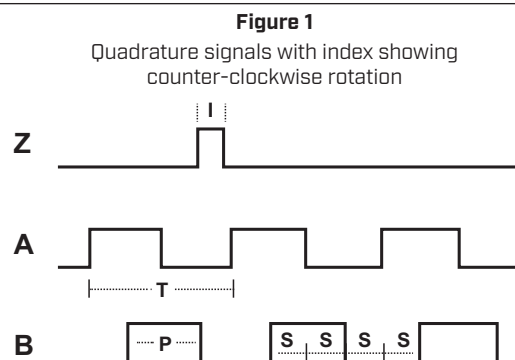 Figure 1
Quadrature signals with index showing
counter-clockwise rotation
I
Z
A
T
B
P
S S S S